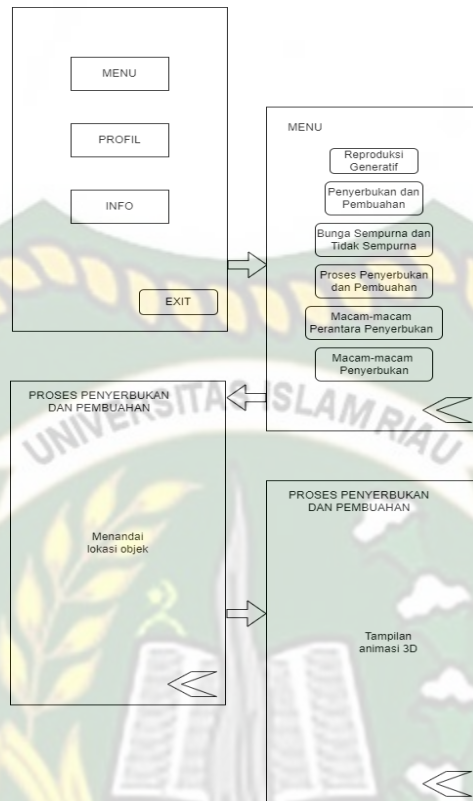 MENU
PROFIL
INFO
EXIT
MENU
Reproduksi
Generatif
Penyerbukan dan
Pembuahan
Bunga Sempurna dan
Tidak Sempurna
Proses Penyerbukan
dan Pembuahan
Macam-macam
Perantara Penyerbukan
Macam-macam
Penyerbukan
PROSES PENYERBUKAN
DAN PEMBUAHAN
Menandai
lokasi objek
PROSES PENYERBUKAN
DAN PEMBUAHAN
Tampilan
animasi 3D
UNIVERSITAS ISLAM RIAU